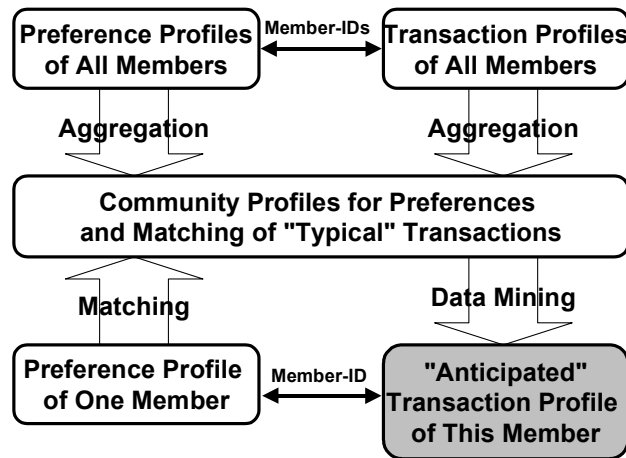 Preference Profiles
of All Members
Member-IDs
Transaction Profiles
of All Members
Aggregation
Aggregation
Community Profiles for Preferences
and Matching of "Typical" Transactions
Matching
Data Mining
Preference Profile
of One Member
Member-ID
"Anticipated"
Transaction Profile
of This Member